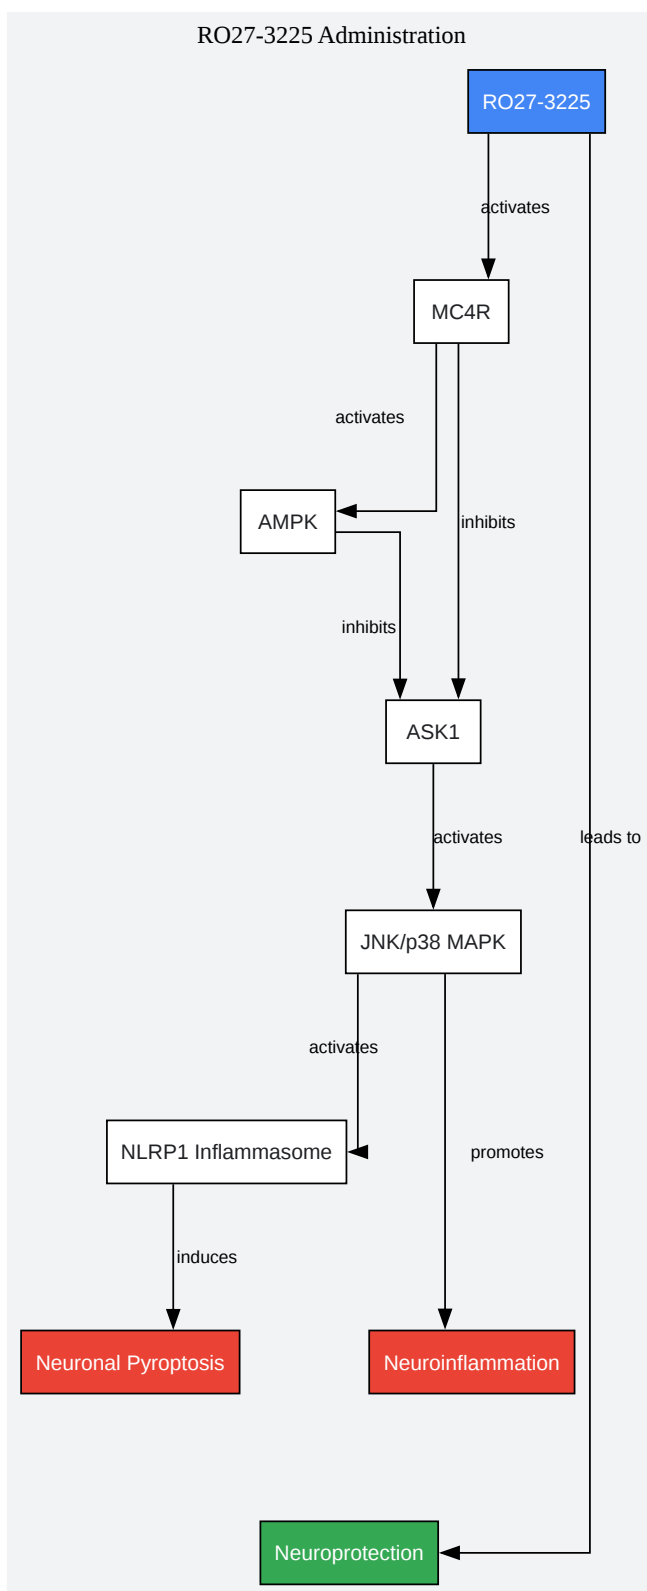 RO27-3225 Administration
RO27-3225
activates
MC4R
activates
AMPK
inhibits
inhibits
ASK1
activates
leads to
JNK/p38 MAPK
activates
NLRP1 Inflammasome
promotes
induces
Neuronal Pyroptosis
Neuroinflammation
Neuroprotection